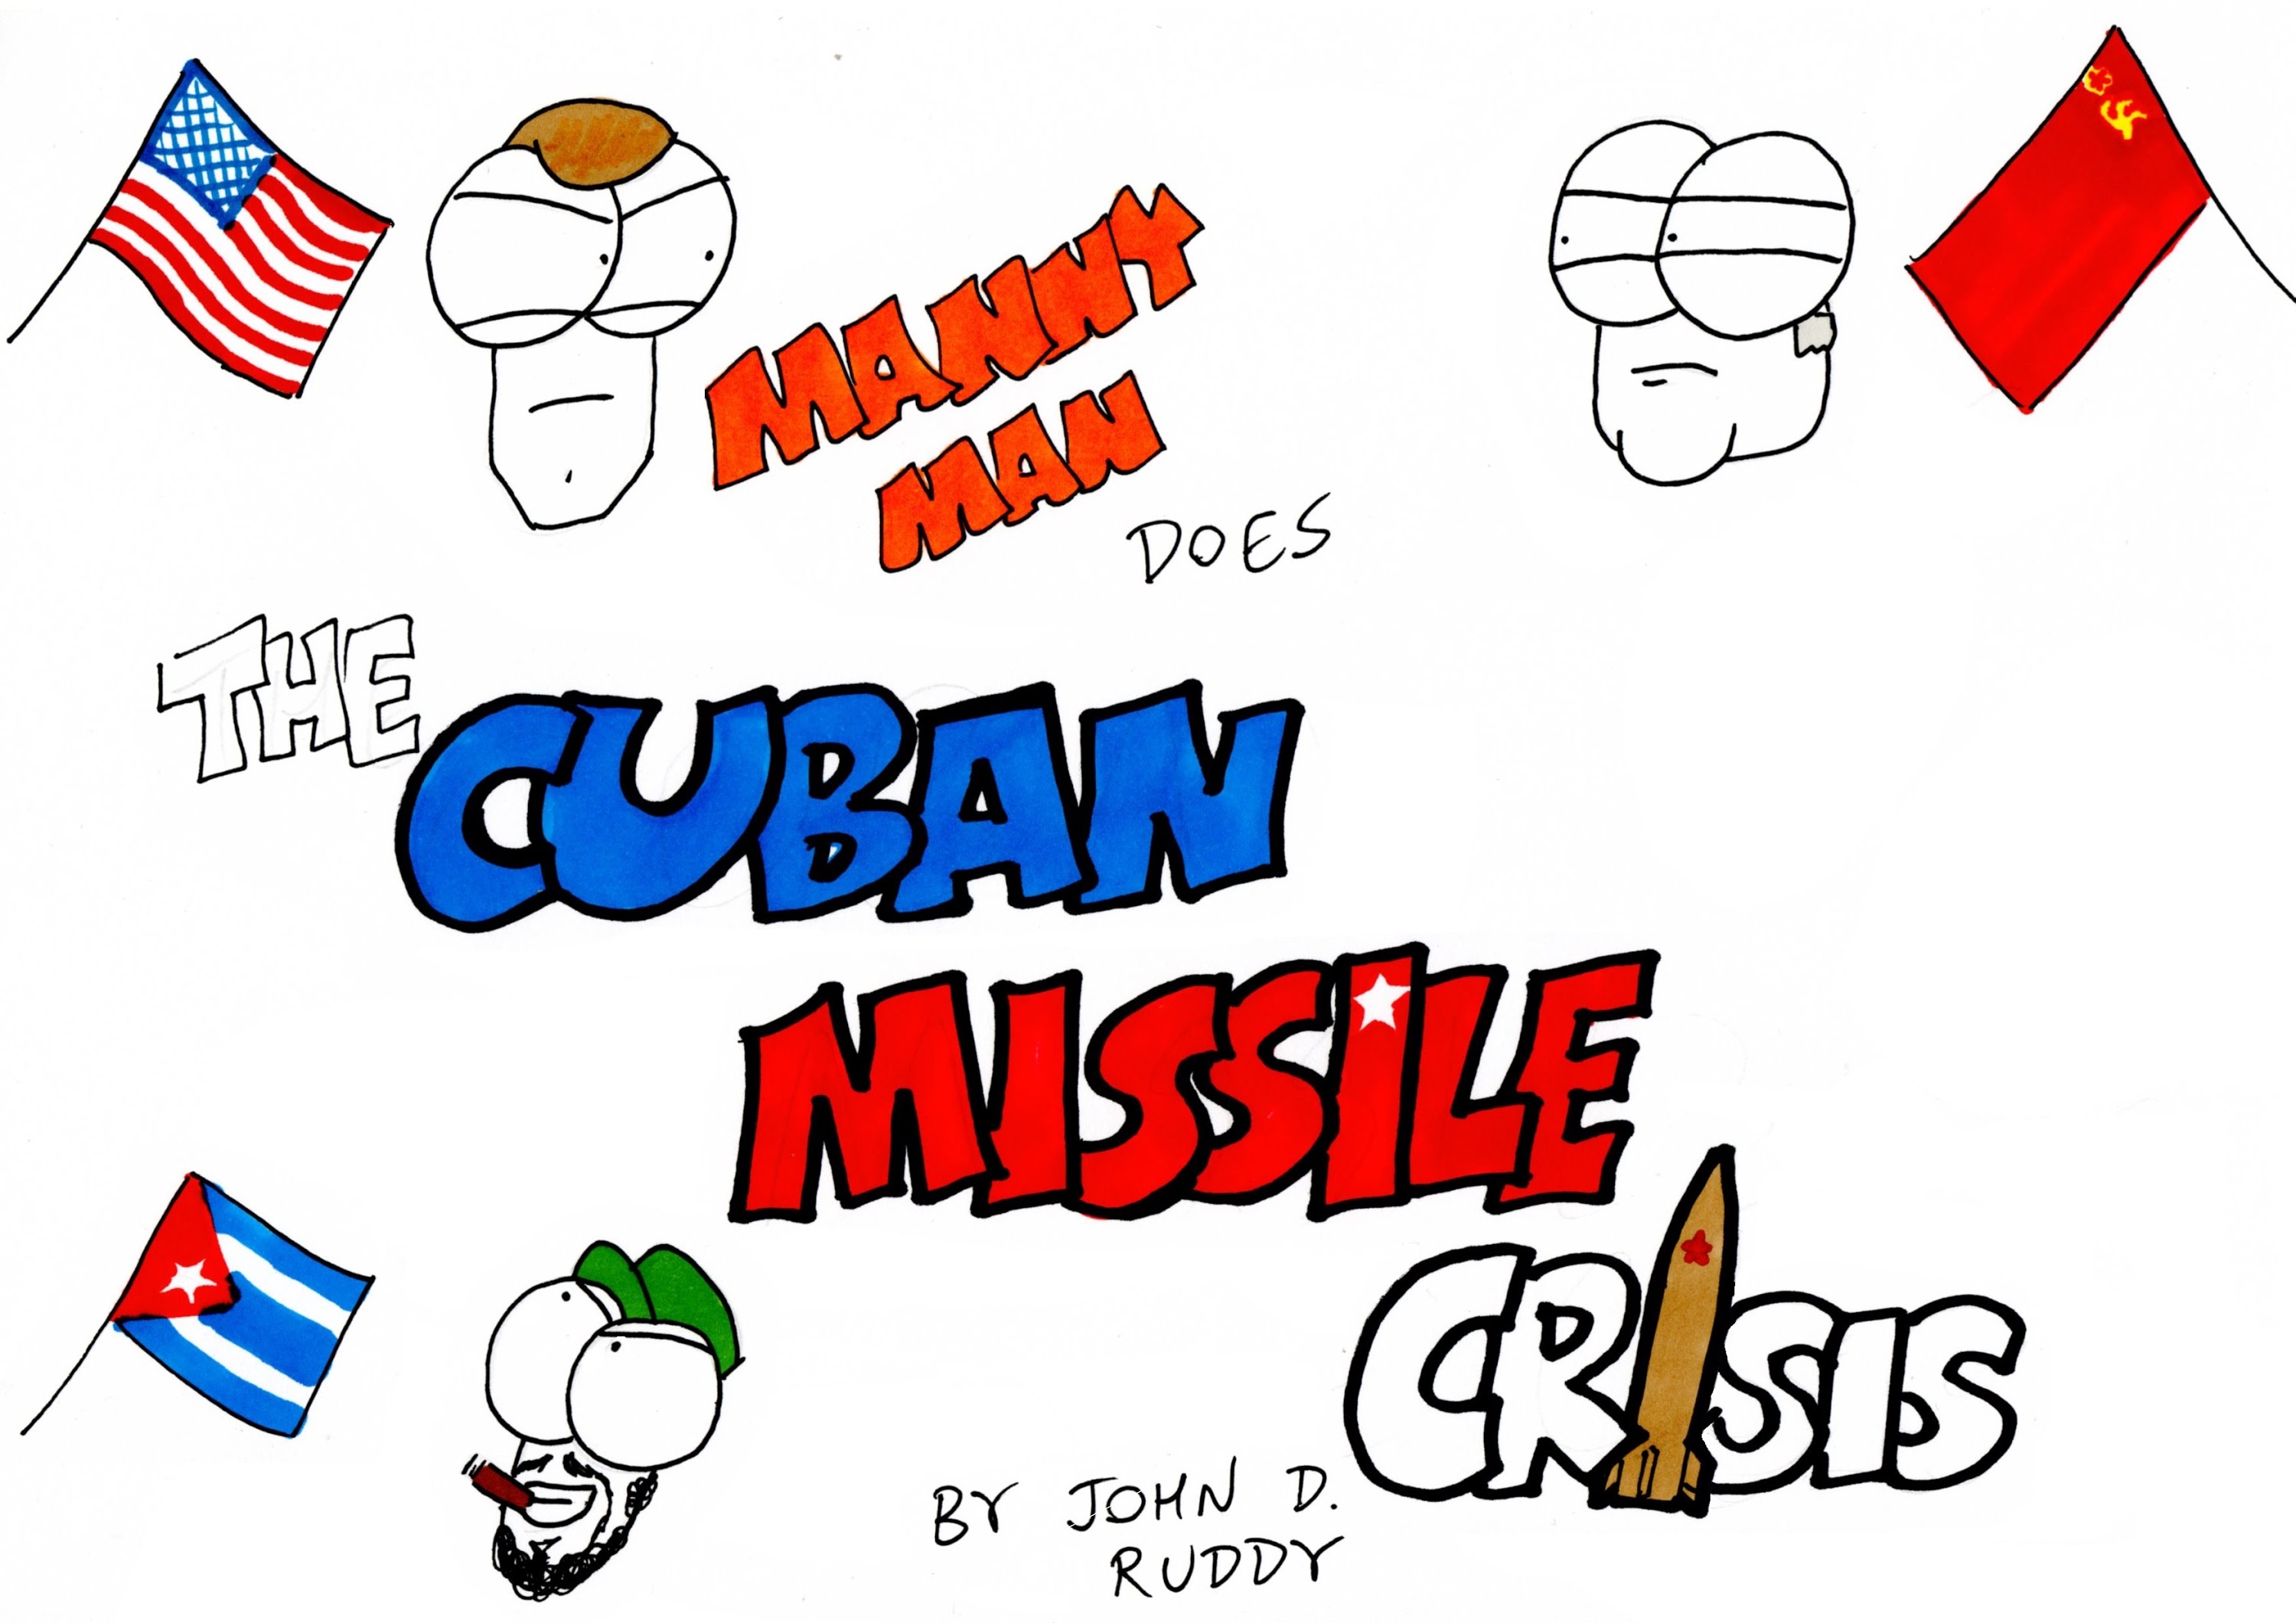 MANNY
MAN
DOES
THE
CUBAN
MISSILE
CRISIS
BY JOHN D.
RUDDY